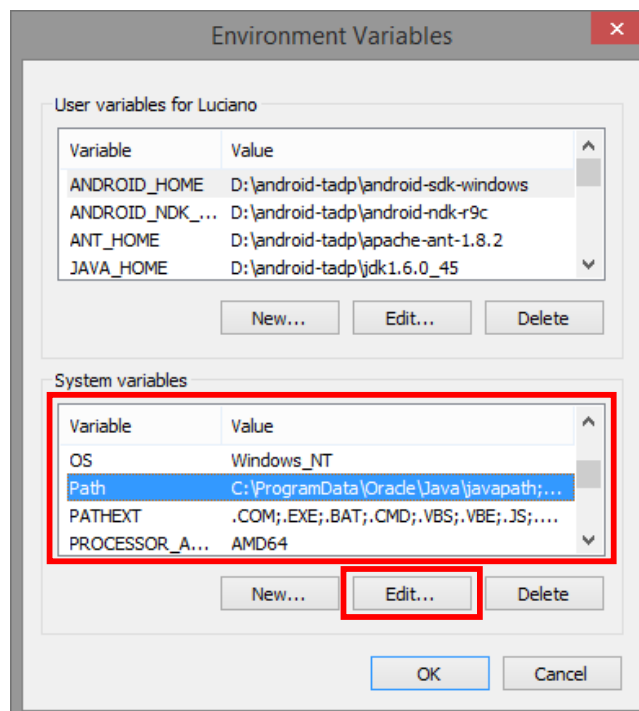 Environment Variables
User variables for Luciano
Variable Value
ANDROID_HOME D:\android-tadp\android-sdk-windows
ANDROID_NDK_... D:\android-tadp\android-ndk-r9c
ANT_HOME D:\android-tadp\apache-ant-1.8.2
JAVA_HOME D:\android-tadp\jdk1.6.0_45
New... Edit... Delete
System variables
Variable Value
OS Windows_NT
Path C:\ProgramData\Oracle\Java\javapath;...
PATHEXT .COM;.EXE;.BAT;.CMD;.VBS;.VBE;.JS;....
PROCESSOR_A... AMD64
New... Edit... Delete
OK Cancel